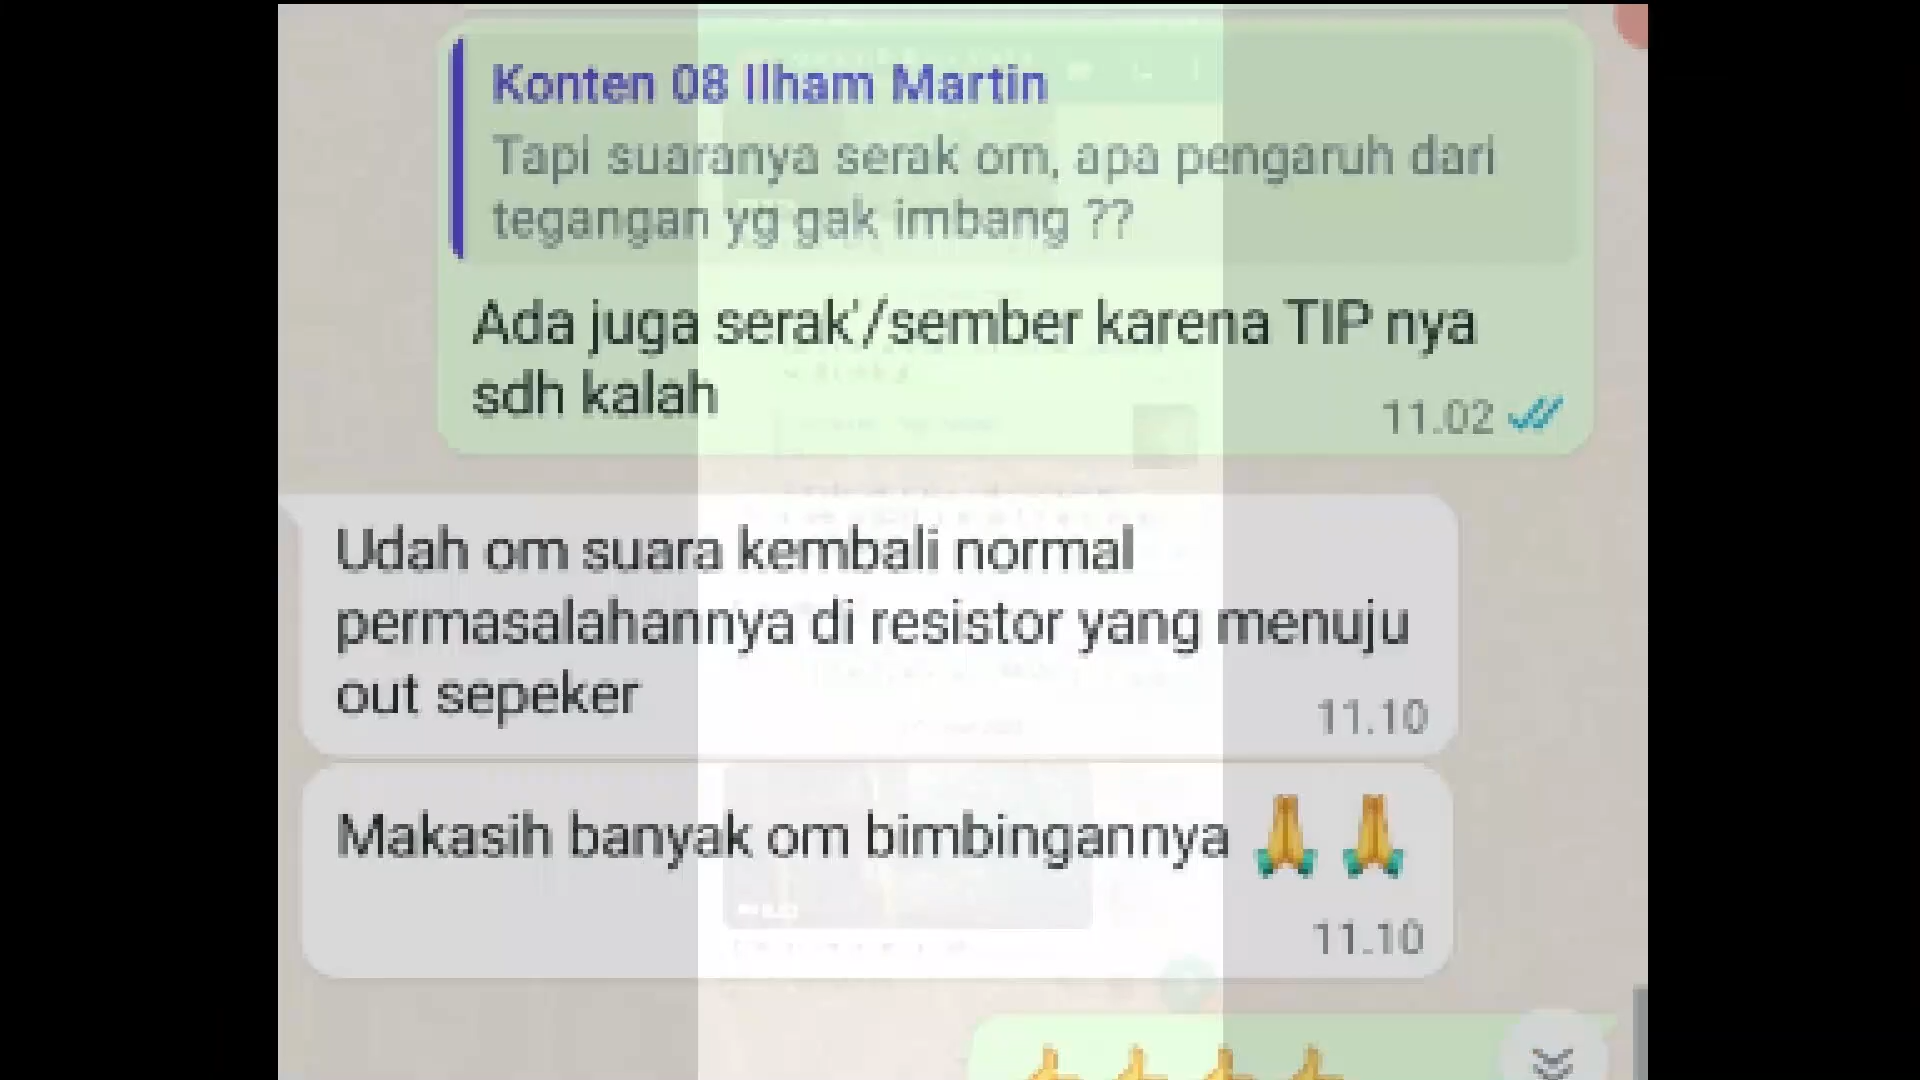 Konten 08 Ilham Martin
Tapi suaranya serak om, apa pengaruh dari
tegangan yg gak imbang ??
Ada juga serak'/sember karena TIP nya
sdh kalah
11.02
Udah om suara kembali normal
permasalahannya di resistor yang menuju
out sepeker
11.10
Makasih banyak om bimbingannya 🙏🙏
11.10